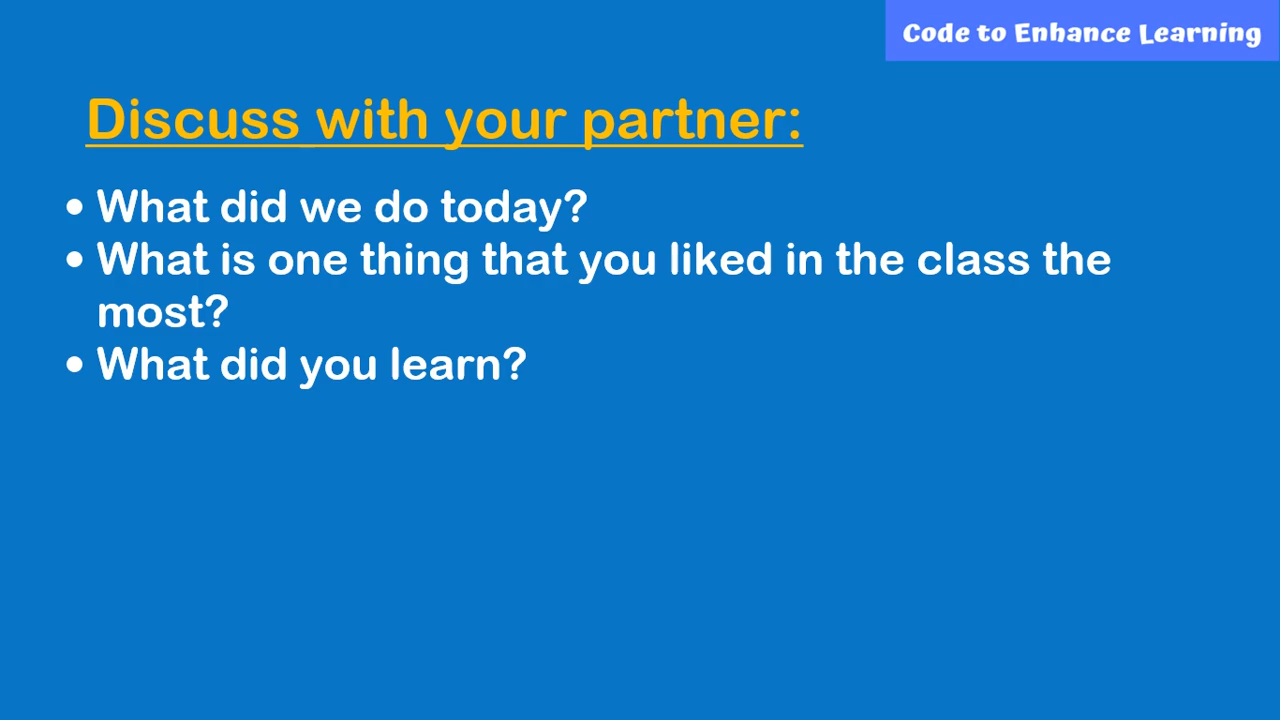 Code to Enhance Learning
Discuss with your partner:
• What did we do today?
• What is one thing that you liked in the class the
most?
• What did you learn?